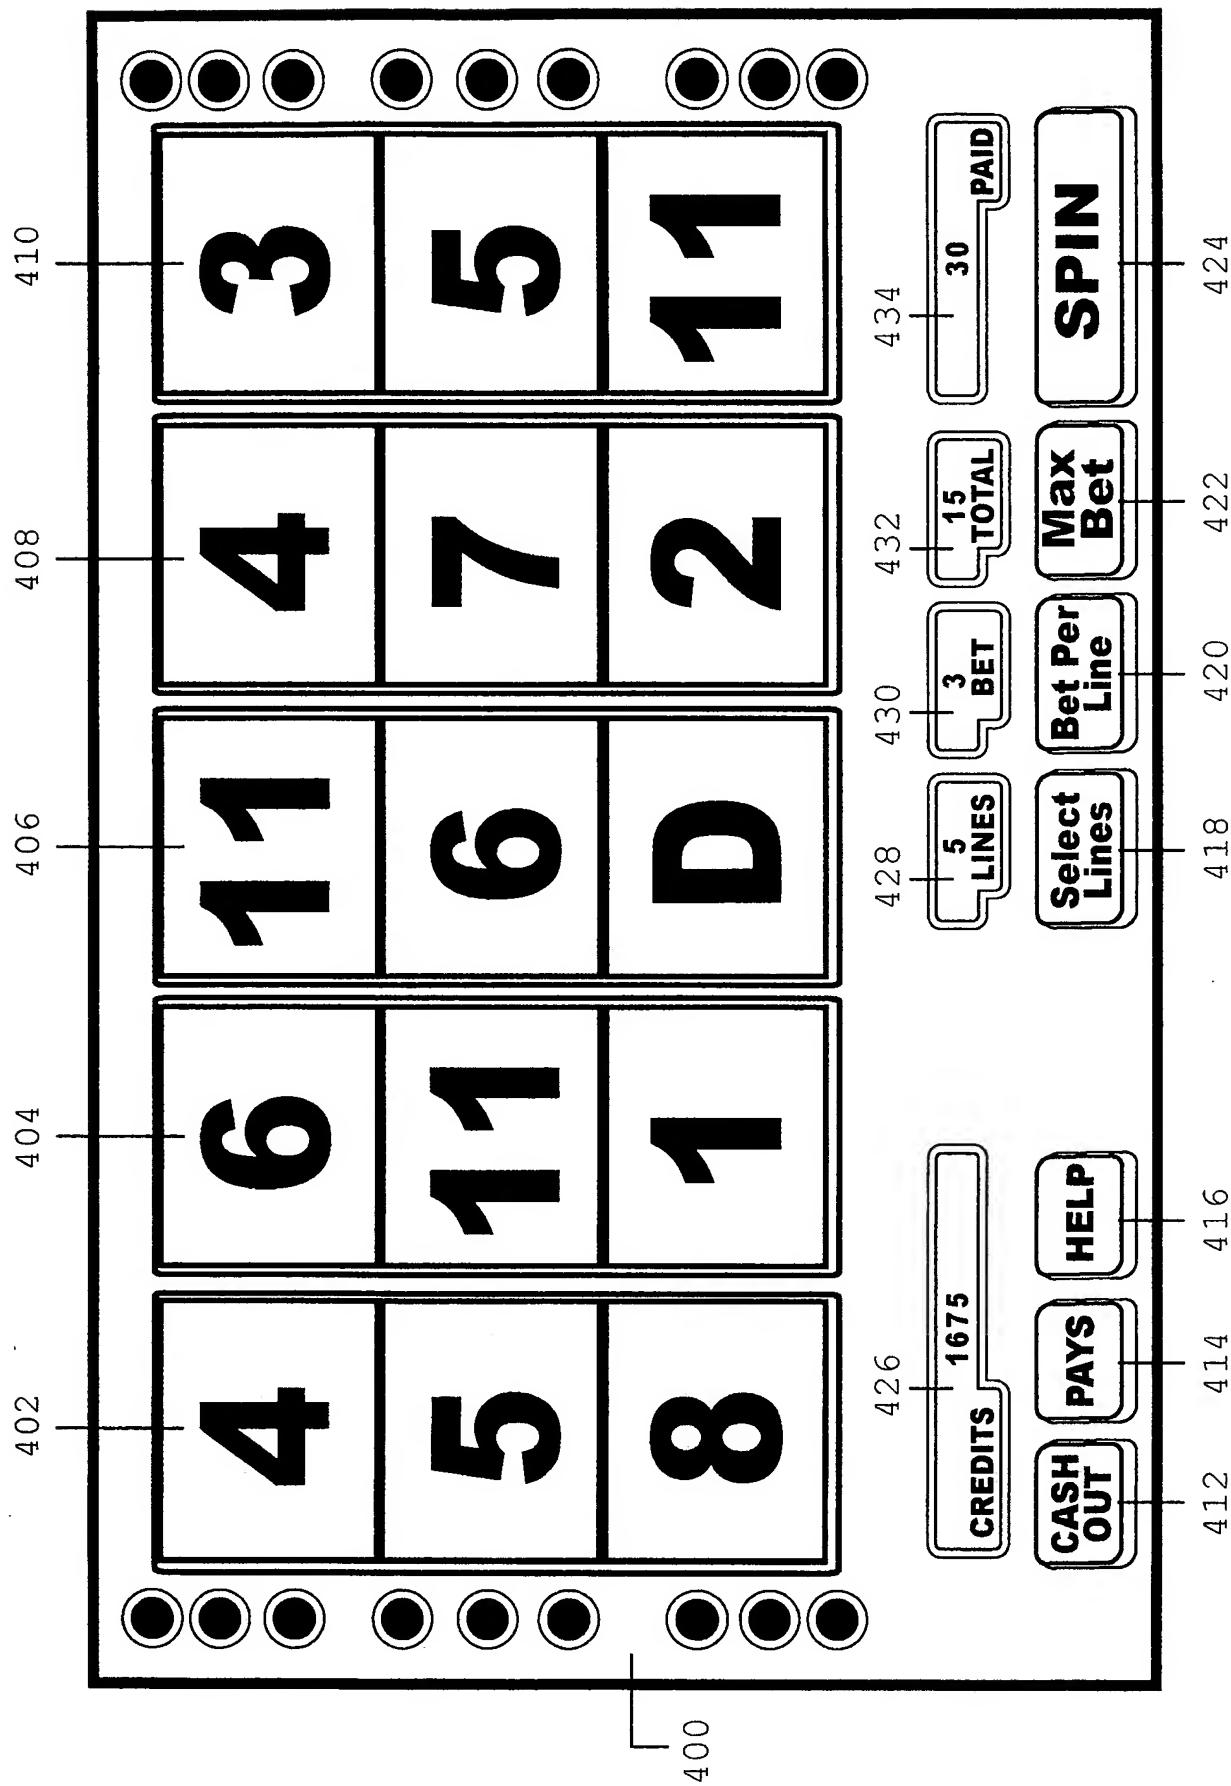 402 404 406 408 410
4 6 11 4 3
5 11 6 7 5
8 1 D 2 11
426 428 430 432 434
CREDITS 1675 5 3 15 30 PAID
LINES BET TOTAL
CASH PAYS HELP Select Bet Per Max SPIN
OUT Lines Line Bet
412 414 416 418 420 422 424
400